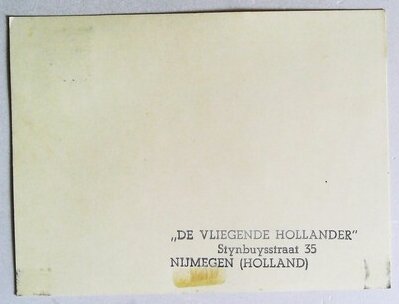 „DE VLIEGENDE HOLLANDER"
Stynbuysstraat 35
NIJMEGEN (HOLLAND)